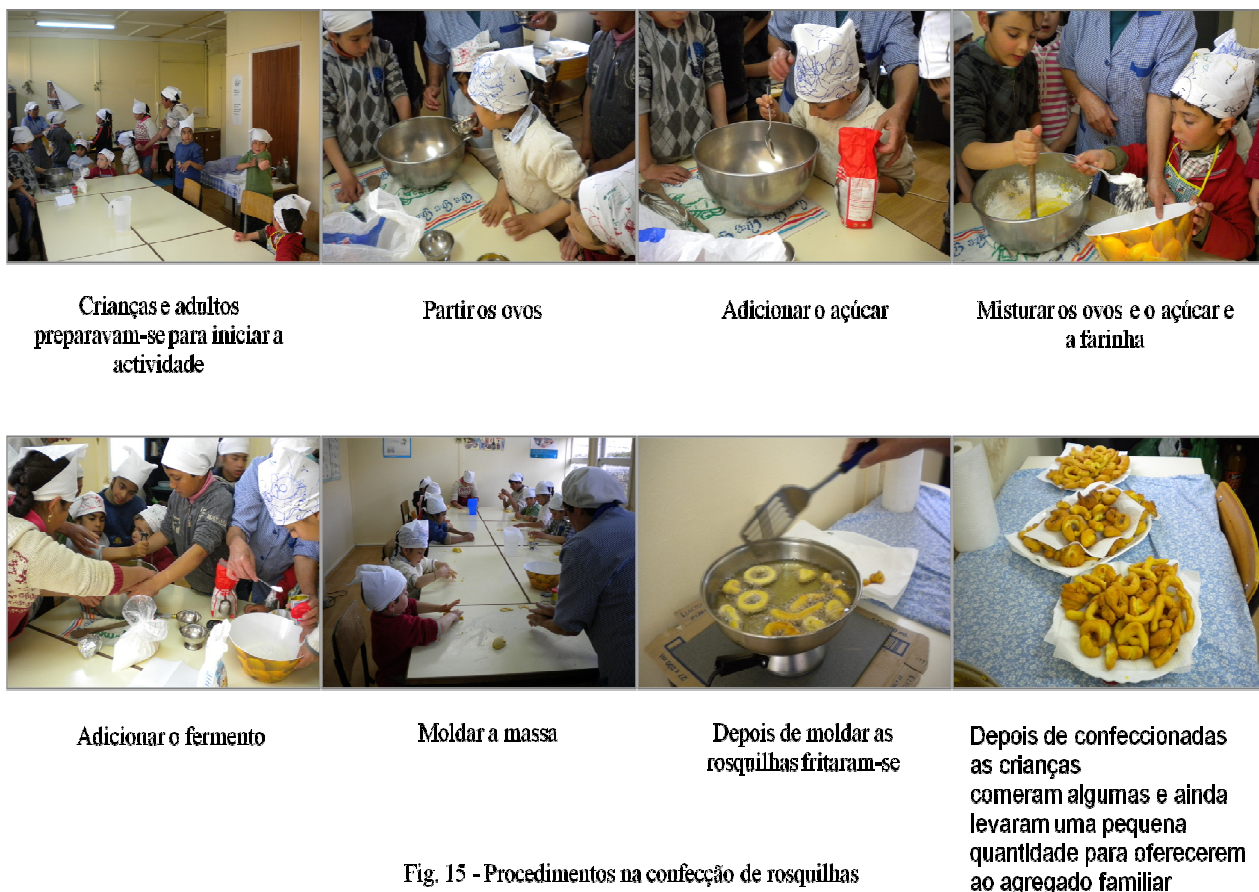 Crianças e adultos
preparavam-se para iniciar a
actividade
Partir os ovos
Adicionar o açúcar
Misturar os ovos e o açúcar e
a farinha
Adicionar o fermento
Moldar a massa
Depois de moldar as
rosquilhas fritaram-se
Depois de confeccionadas
as crianças
comeram algumas e ainda
levaram uma pequena
quantidade para oferecerem
ao agregado familiar
Fig. 15 - Procedimentos na confecção de rosquilhas